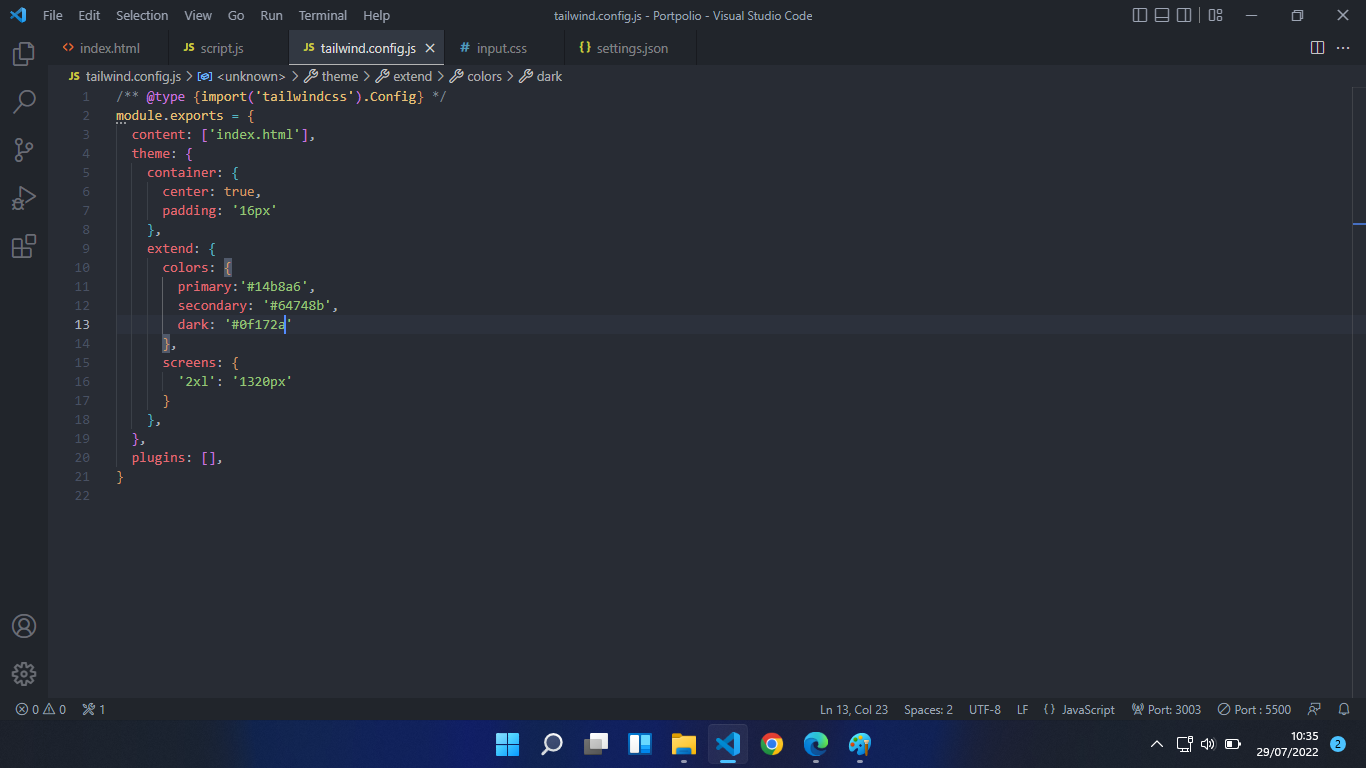 File Edit Selection View Go Run Terminal Help tailwind.config.js - Portpolio - Visual Studio Code
<> index.html JS script.js JS tailwind.config.js # input.css {} settings.json
JS tailwind.config.js > <unknown> > theme > extend > colors > dark
1 /** @type {import('tailwindcss').Config} */
2 module.exports = {
3 content: ['index.html'],
4 theme: {
5 container: {
6 center: true,
7 padding: '16px'
8 },
9 extend: {
10 colors: {
11 primary:'#14b8a6',
12 secondary: '#64748b',
13 dark: '#0f172a'
14 },
15 screens: {
16 '2xl': '1320px'
17 }
18 },
19 },
20 plugins: [],
21 }
22
0 0 1 Ln 13, Col 23 Spaces: 2 UTF-8 LF {} JavaScript Port: 3003 Port : 5500
10:35
29/07/2022 2